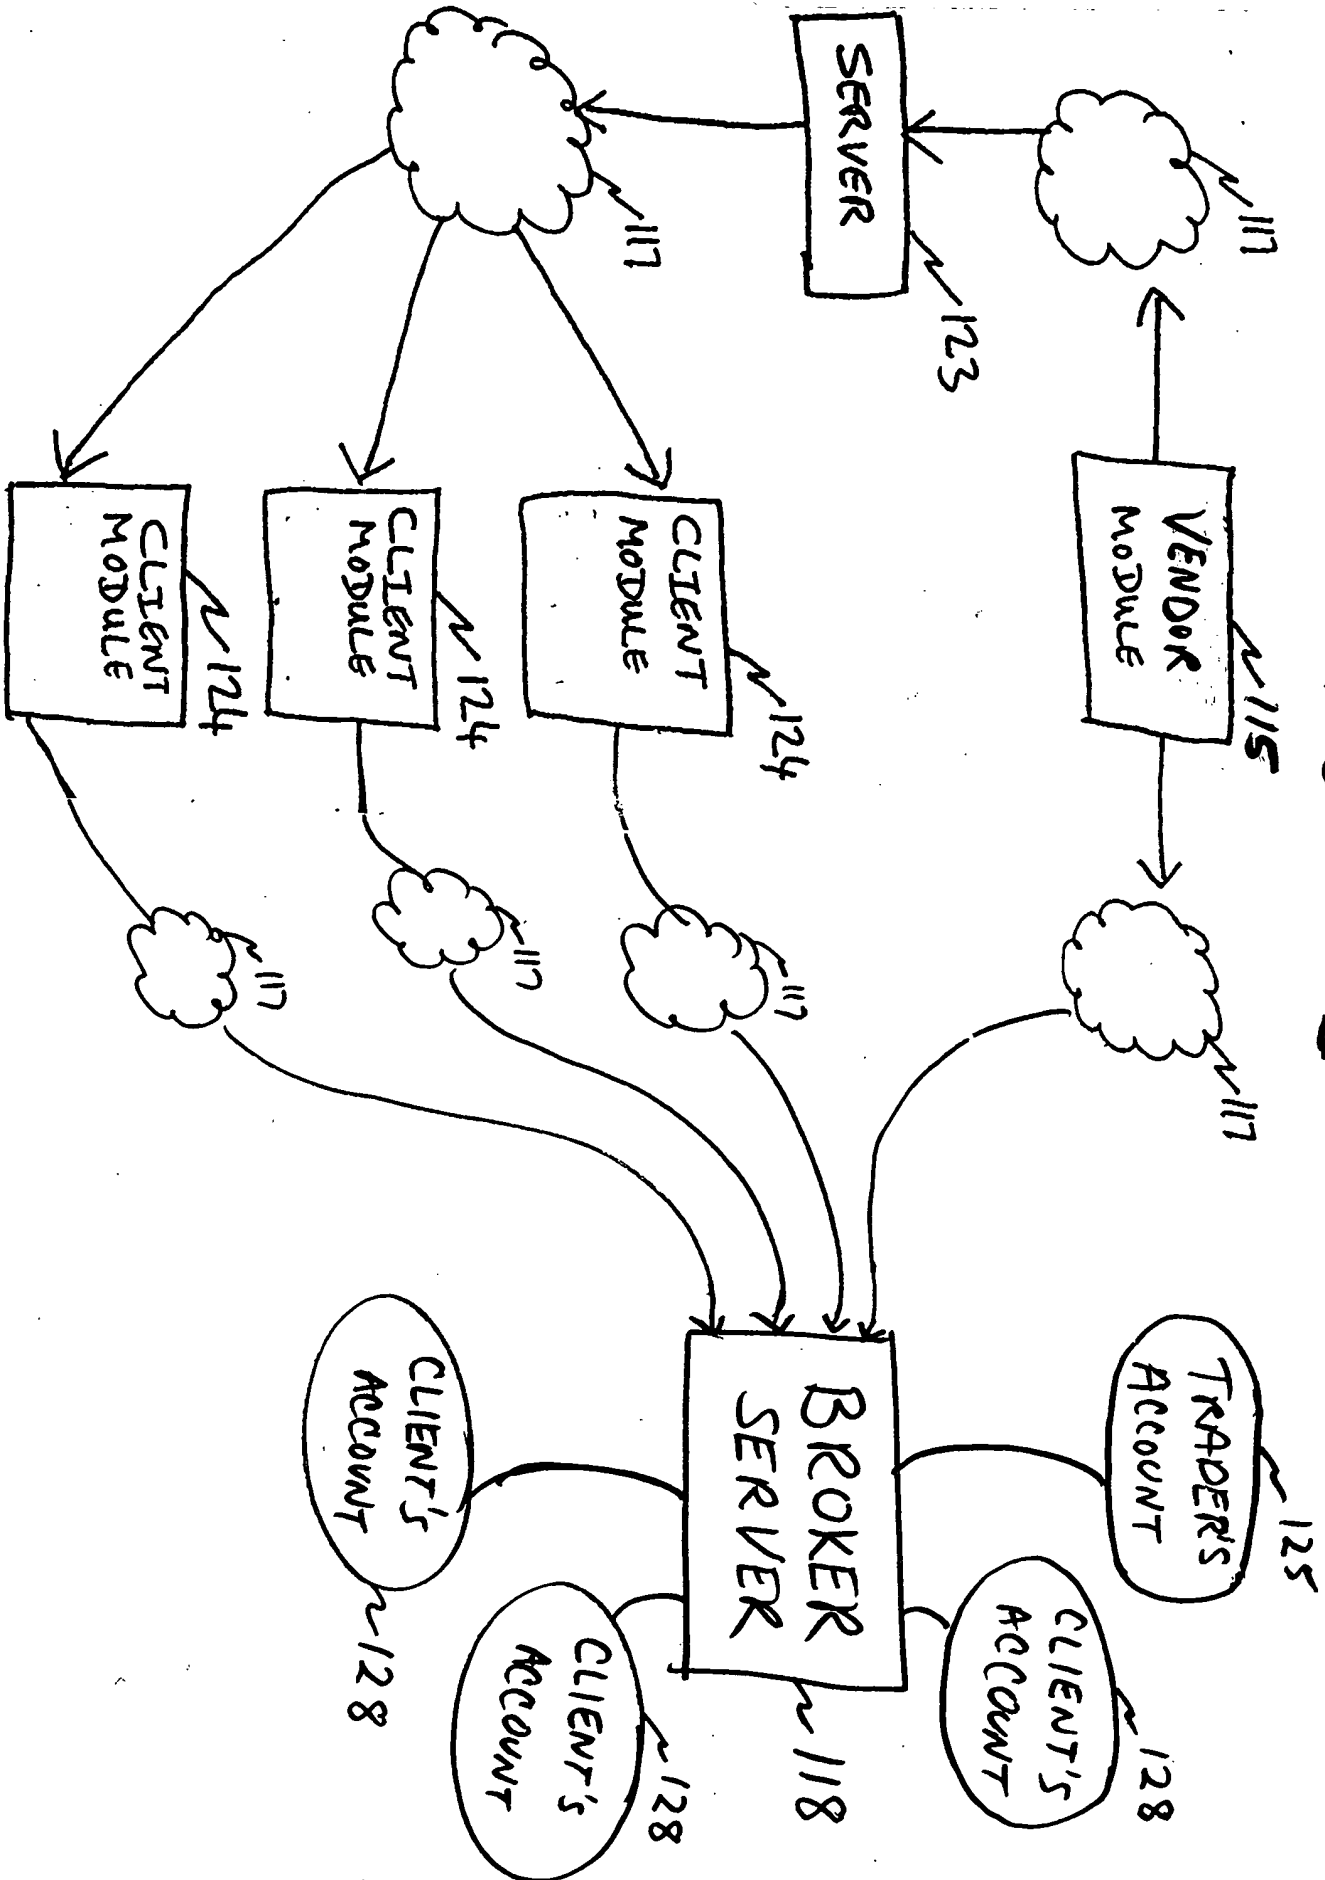 117
SERVER
123
117
VENDOR
MODULE
115
117
CLIENT
MODULE
124
117
CLIENT
MODULE
124
117
CLIENT
MODULE
124
117
BROKER
SERVER
118
TRADER'S
ACCOUNT
125
CLIENT'S
ACCOUNT
128
CLIENT'S
ACCOUNT
128
CLIENT'S
ACCOUNT
128